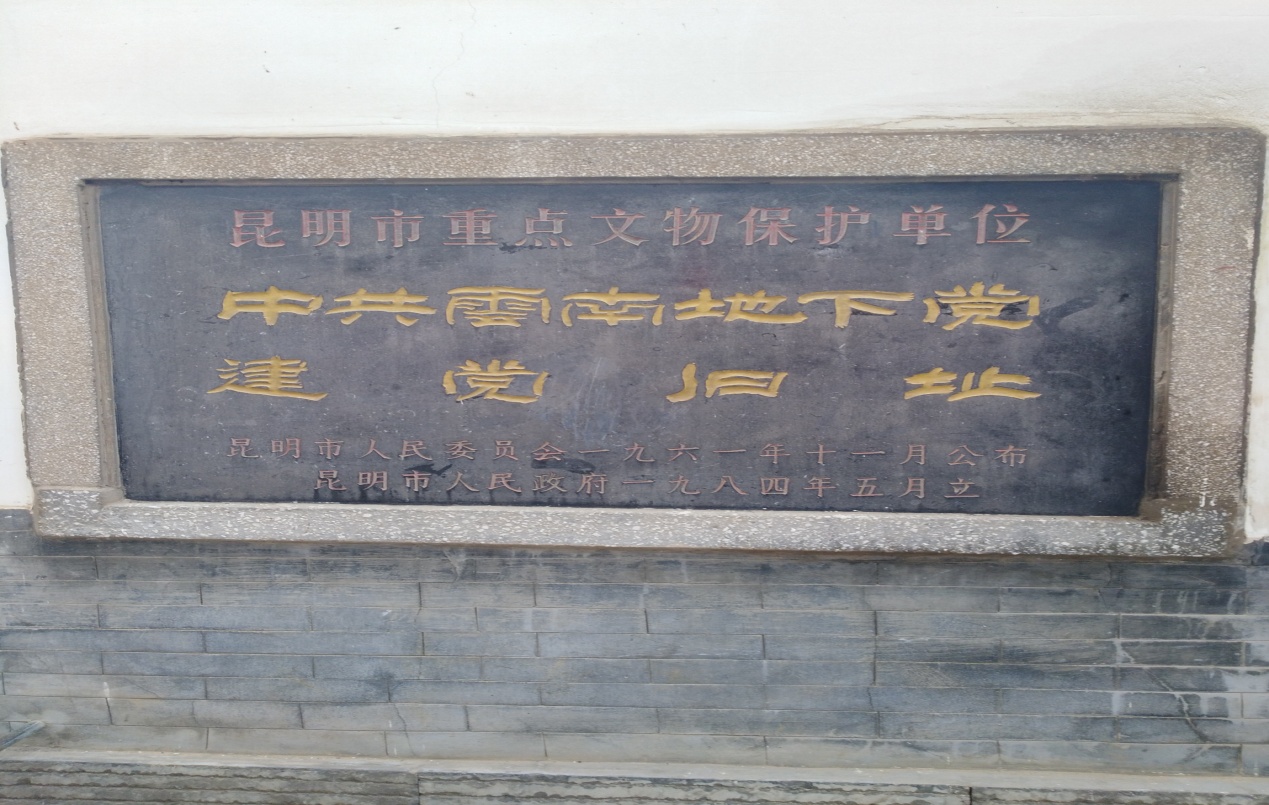 昆明市重点文物保护单位
中共雲南地下党
建党旧址
昆明市人民委员会一九六一年十一月公布
昆明市人民政府一九八四年五月立